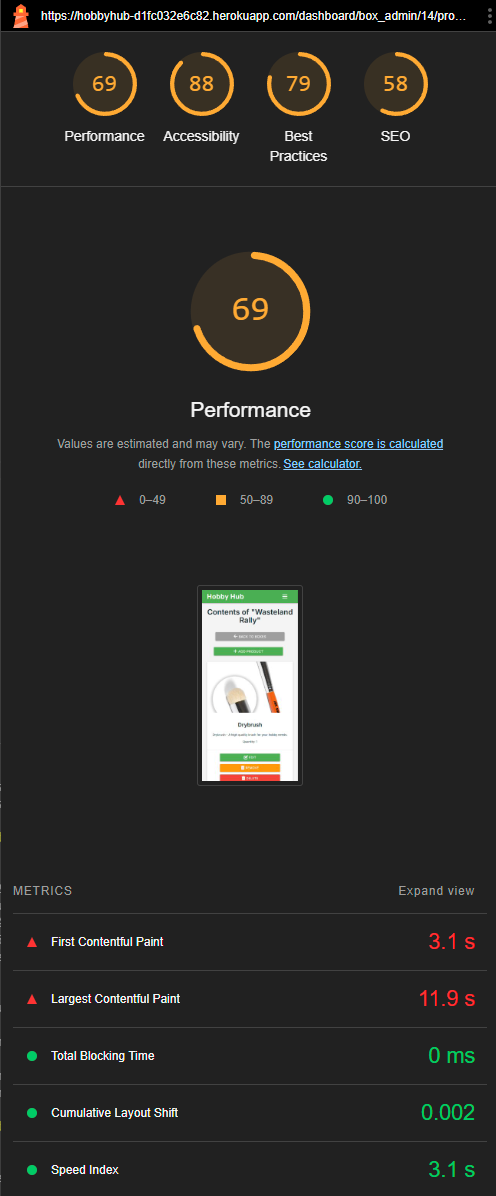 https://hobbyhub-d1fc032e6c82.herokuapp.com/dashboard/box_admin/14/pro...
69 88 79 58
Performance Accessibility Best Practices SEO
69
Performance
Values are estimated and may vary. The performance score is calculated
directly from these metrics. See calculator.
0–49 50–89 90–100
Hobby Hub
Contents of "Wasteland
Rally"
BACK TO BOXES
+ ADD PRODUCT
Drybrush
EDIT
DELETE
METRICS Expand view
First Contentful Paint 3.1 s
Largest Contentful Paint 11.9 s
Total Blocking Time 0 ms
Cumulative Layout Shift 0.002
Speed Index 3.1 s